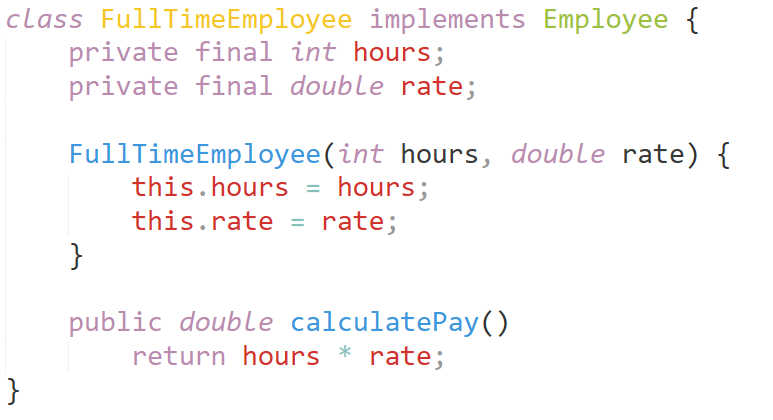 class FullTimeEmployee implements Employee {
    private final int hours;
    private final double rate;

    FullTimeEmployee(int hours, double rate) {
        this.hours = hours;
        this.rate = rate;
    }

    public double calculatePay()
        return hours * rate;
}